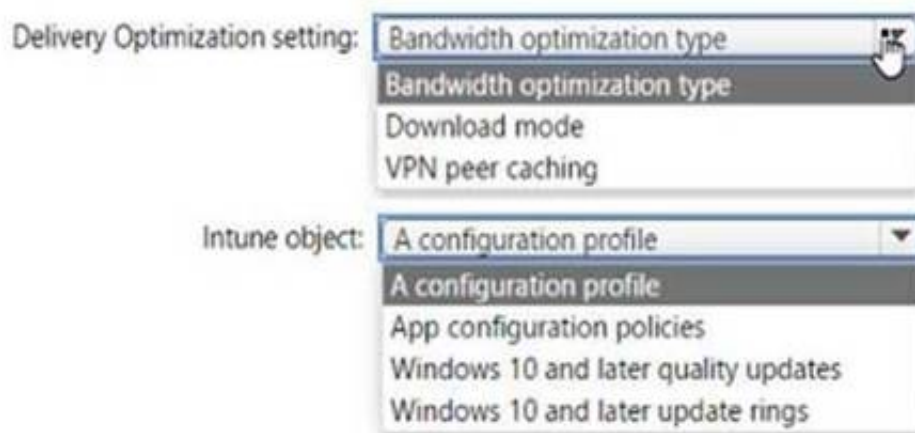 Delivery Optimization setting: Bandwidth optimization type
Bandwidth optimization type
Download mode
VPN peer caching
Intune object: A configuration profile
A configuration profile
App configuration policies
Windows 10 and later quality updates
Windows 10 and later update rings